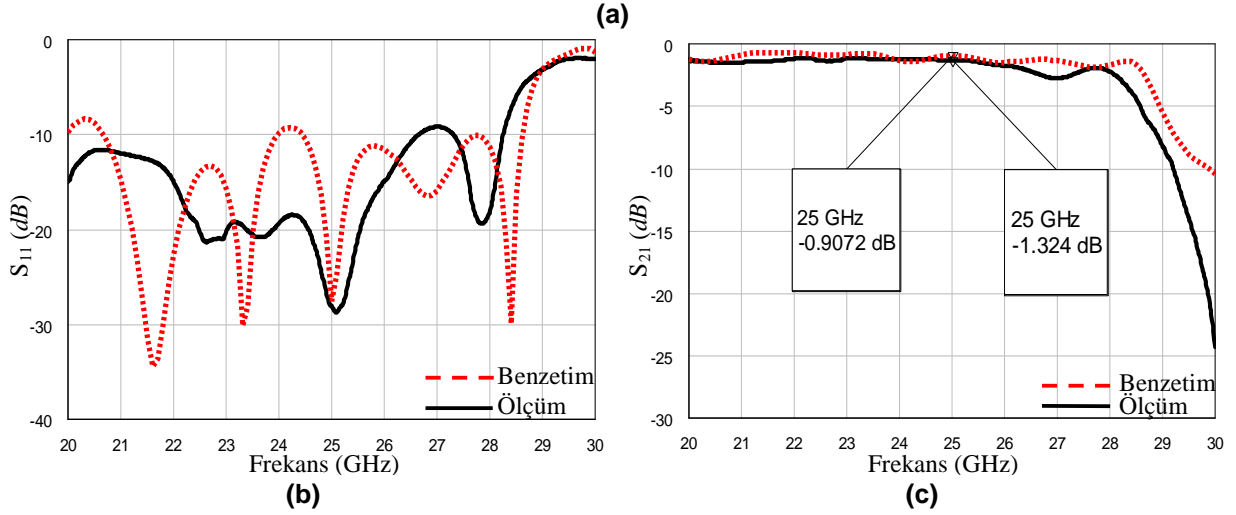 (a)
S11 (dB)
0
-10
-20
-30
-40
Benzetim
Ölçüm
20 21 22 23 24 25 26 27 28 29 30
Frekans (GHz)
(b)
S21 (dB)
0
-5
-10
-15
-20
-25
-30
25 GHz
-0.9072 dB
25 GHz
-1.324 dB
Benzetim
Ölçüm
20 21 22 23 24 25 26 27 28 29 30
Frekans (GHz)
(c)